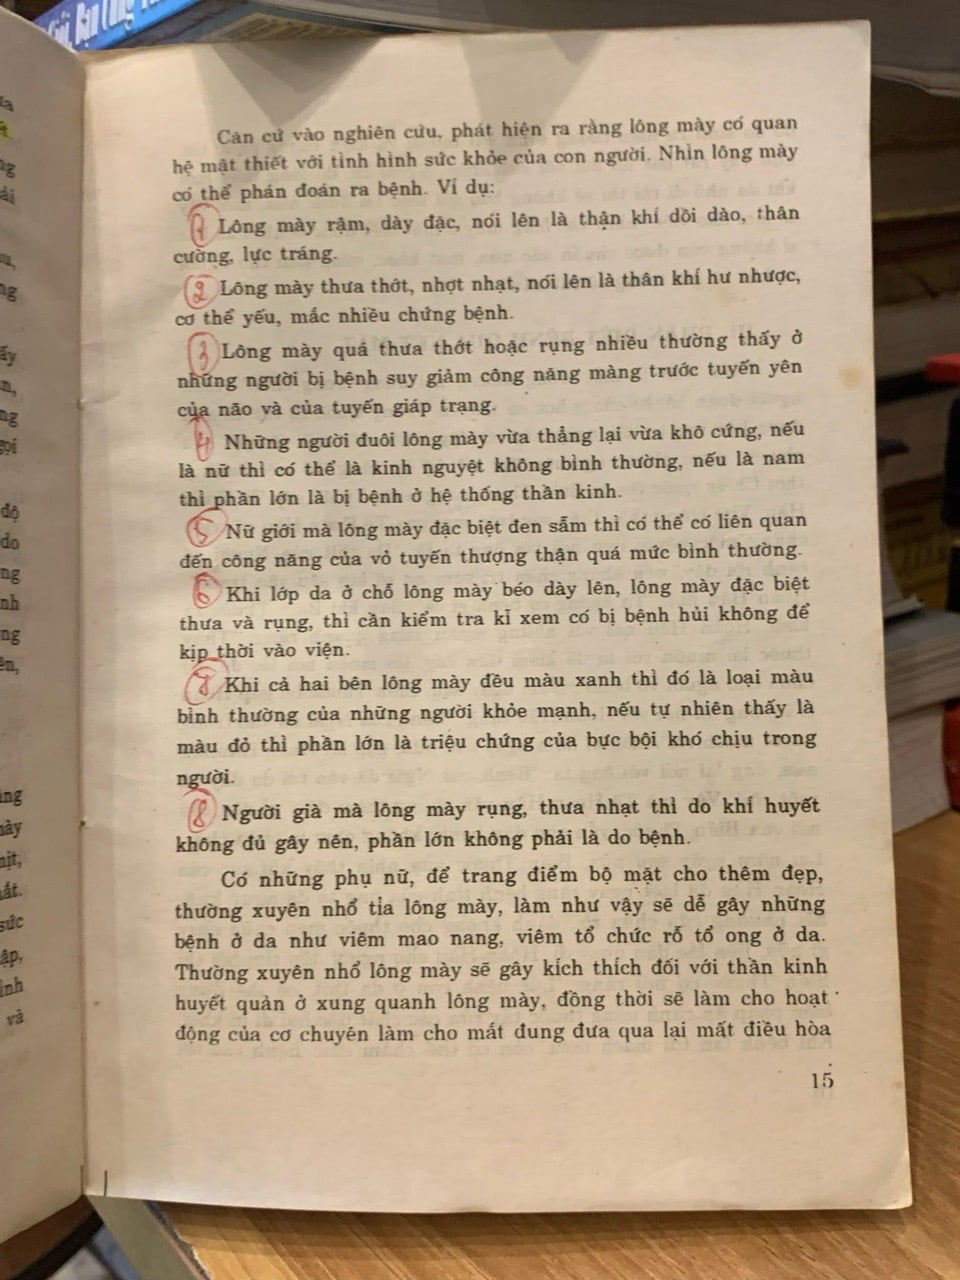 Bạn Cùng
Căn cứ vào nghiên cứu, phát hiện ra rằng lông mày có quan
hệ mật thiết với tình hình sức khỏe của con người. Nhìn lông mày
có thể phán đoán ra bệnh. Ví dụ:
1 Lông mày rậm, dày đặc, nói lên là thận khí dồi dào, thân
cường, lực tráng.
2 Lông mày thưa thớt, nhợt nhạt, nói lên là thân khí hư nhược,
cơ thể yếu, mắc nhiều chứng bệnh.
3 Lông mày quá thưa thớt hoặc rụng nhiều thường thấy ở
những người bị bệnh suy giảm công năng màng trước tuyến yên
của não và của tuyến giáp trạng.
4 Những người đuôi lông mày vừa thẳng lại vừa khô cứng, nếu
là nữ thì có thể là kinh nguyệt không bình thường, nếu là nam
thì phần lớn là bị bệnh ở hệ thống thần kinh.
5 Nữ giới mà lông mày đặc biệt đen sẫm thì có thể có liên quan
đến công năng của vỏ tuyến thượng thận quá mức bình thường.
6 Khi lớp da ở chỗ lông mày béo dày lên, lông mày đặc biệt
thưa và rụng, thì cần kiểm tra kĩ xem có bị bệnh hủi không để
kịp thời vào viện.
7 Khi cả hai bên lông mày đều màu xanh thì đó là loại màu
bình thường của những người khỏe mạnh, nếu tự nhiên thấy là
màu đỏ thì phần lớn là triệu chứng của bực bội khó chịu trong
người.
8 Người già mà lông mày rụng, thưa nhạt thì do khí huyết
không đủ gây nên, phần lớn không phải là do bệnh.
Có những phụ nữ, để trang điểm bộ mặt cho thêm đẹp,
thường xuyên nhổ tỉa lông mày, làm như vậy sẽ dễ gây những
bệnh ở da như viêm mao nang, viêm tổ chức rỗ tổ ong ở da.
Thường xuyên nhổ lông mày sẽ gây kích thích đối với thần kinh
huyết quản ở xung quanh lông mày, đồng thời sẽ làm cho hoạt
động của cơ chuyên làm cho mắt đung đưa qua lại mất điều hòa
15